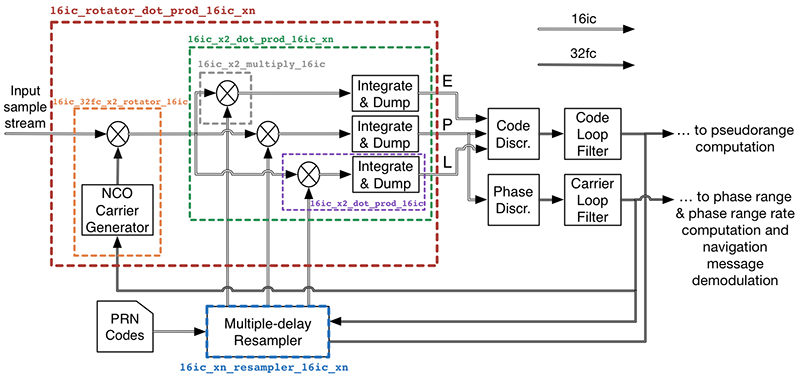 16ic_rotator_dot_prod_16ic_xn
16ic
16ic_x2_dot_prod_16ic_xn
32fc
16ic_x2_multiply_16ic
Input
sample
stream
16ic_32fc_x2_rotator_16ic
Integrate
& Dump
E
Integrate
& Dump
P
Integrate
& Dump
L
Code
Discr.
Code
Loop
Filter
... to pseudorange
computation
NCO
Carrier
Generator
16ic_x2_dot_prod_16ic
Phase
Discr.
Carrier
Loop
Filter
... to phase range
& phase range rate
computation and
navigation
message
demodulation
PRN
Codes
Multiple-delay
Resampler
16ic_xn_resampler_16ic_xn